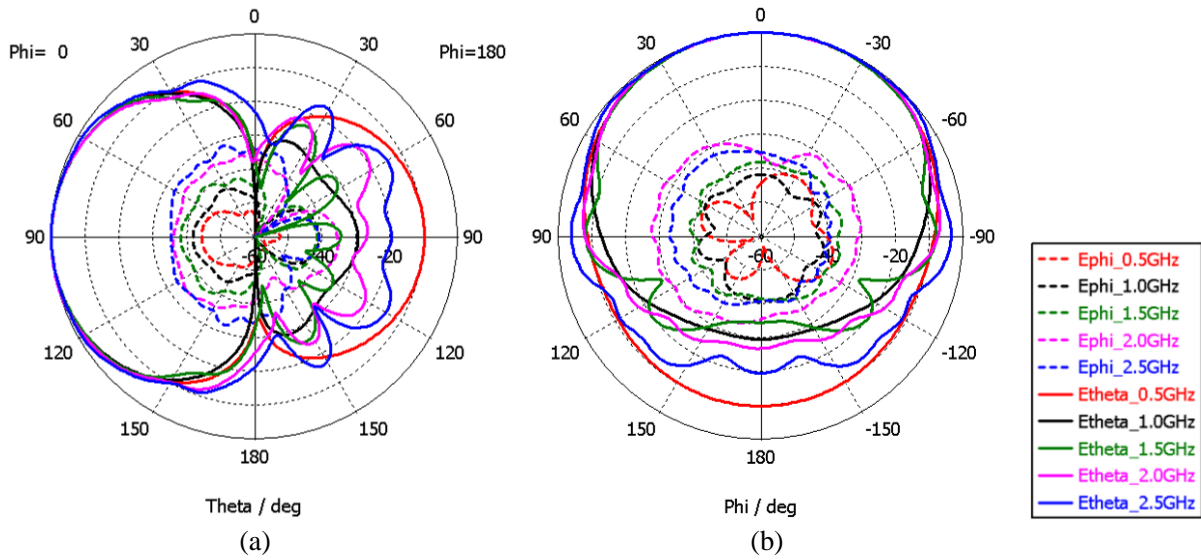 0
30
30
Phi= 0
Phi=180
60
60
90
90
-60
-40
-20
120
120
150
150
180
Theta / deg
(a)
0
30
-30
60
-60
90
-90
-60
-40
-20
120
-120
150
-150
180
Phi / deg
(b)
Ephi_0.5GHz
Ephi_1.0GHz
Ephi_1.5GHz
Ephi_2.0GHz
Ephi_2.5GHz
Etheta_0.5GHz
Etheta_1.0GHz
Etheta_1.5GHz
Etheta_2.0GHz
Etheta_2.5GHz